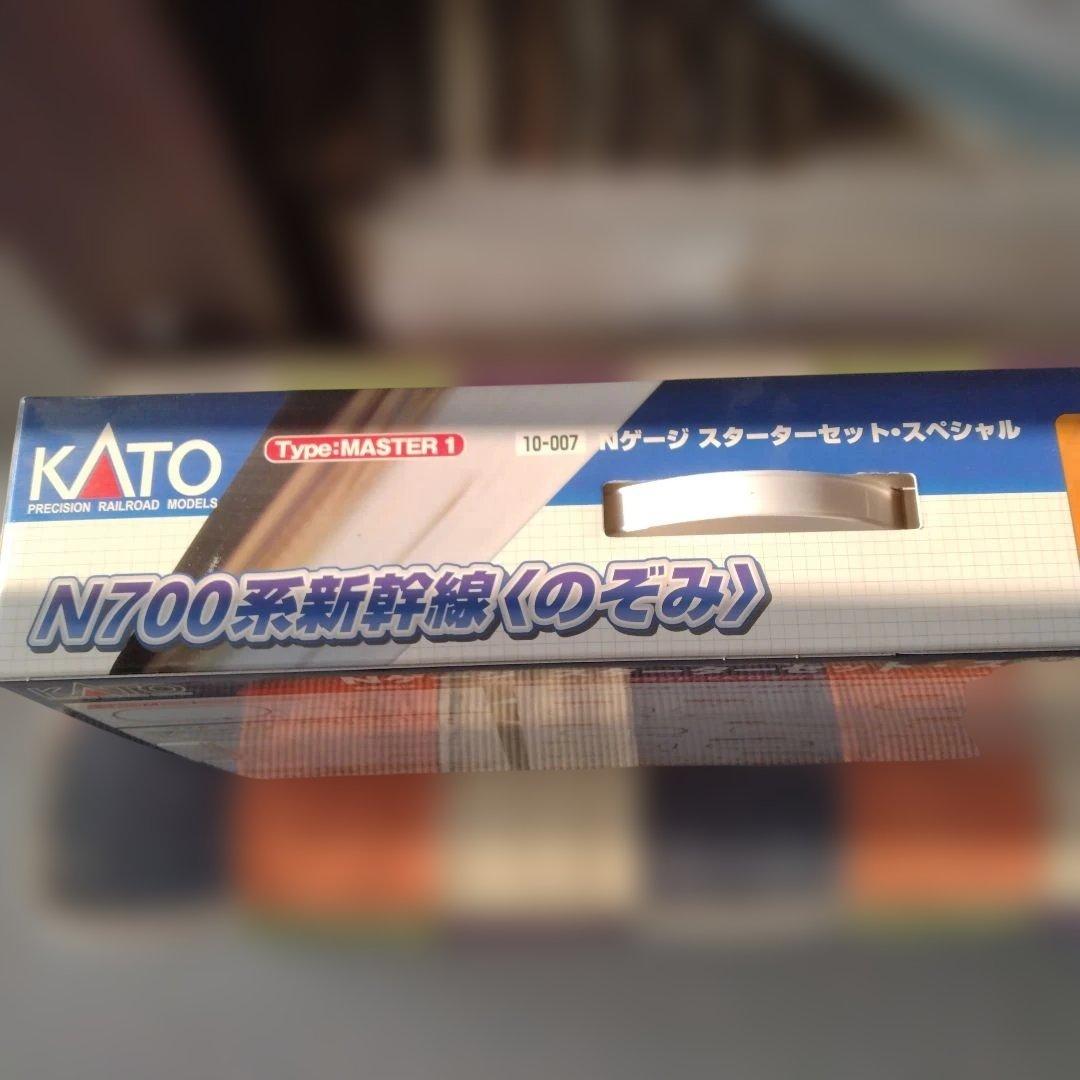 KATO
PRECISION RAILROAD MODELS
Type:MASTER 1
10-007
Nゲージ スターターセット・スペシャル
N700系新幹線〈のぞみ〉
KATO